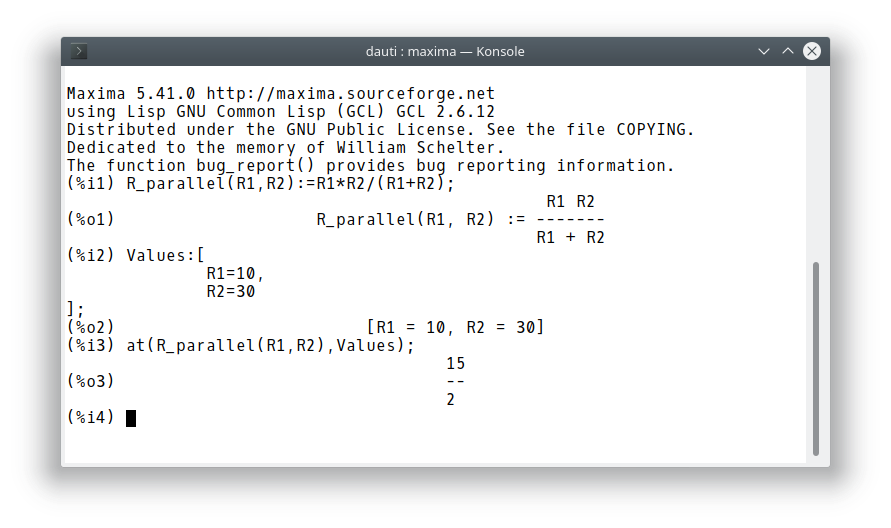 dauti : maxima — Konsole
Maxima 5.41.0 http://maxima.sourceforge.net
using Lisp GNU Common Lisp (GCL) GCL 2.6.12
Distributed under the GNU Public License. See the file COPYING.
Dedicated to the memory of William Schelter.
The function bug_report() provides bug reporting information.
(%i1) R_parallel(R1,R2):=R1*R2/(R1+R2);
                                                R1 R2
(%o1)                    R_parallel(R1, R2) := -------
                                               R1 + R2
(%i2) Values:[
              R1=10,
              R2=30
];
(%o2)                         [R1 = 10, R2 = 30]
(%i3) at(R_parallel(R1,R2),Values);
                                      15
(%o3)                                 --
                                      2
(%i4)